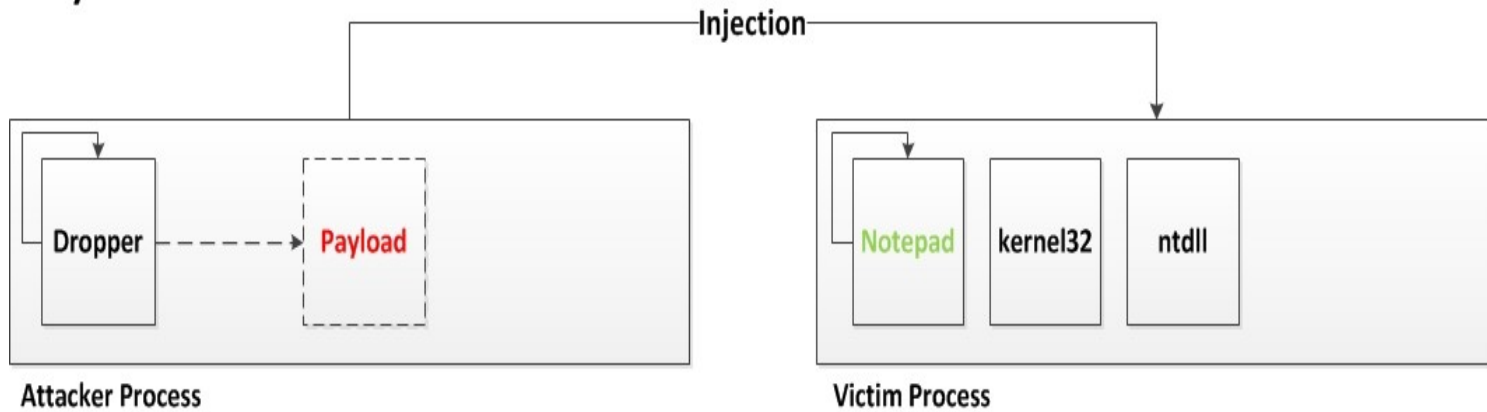 Injection
Dropper
Payload
Notepad
kernel32
ntdll
Attacker Process
Victim Process